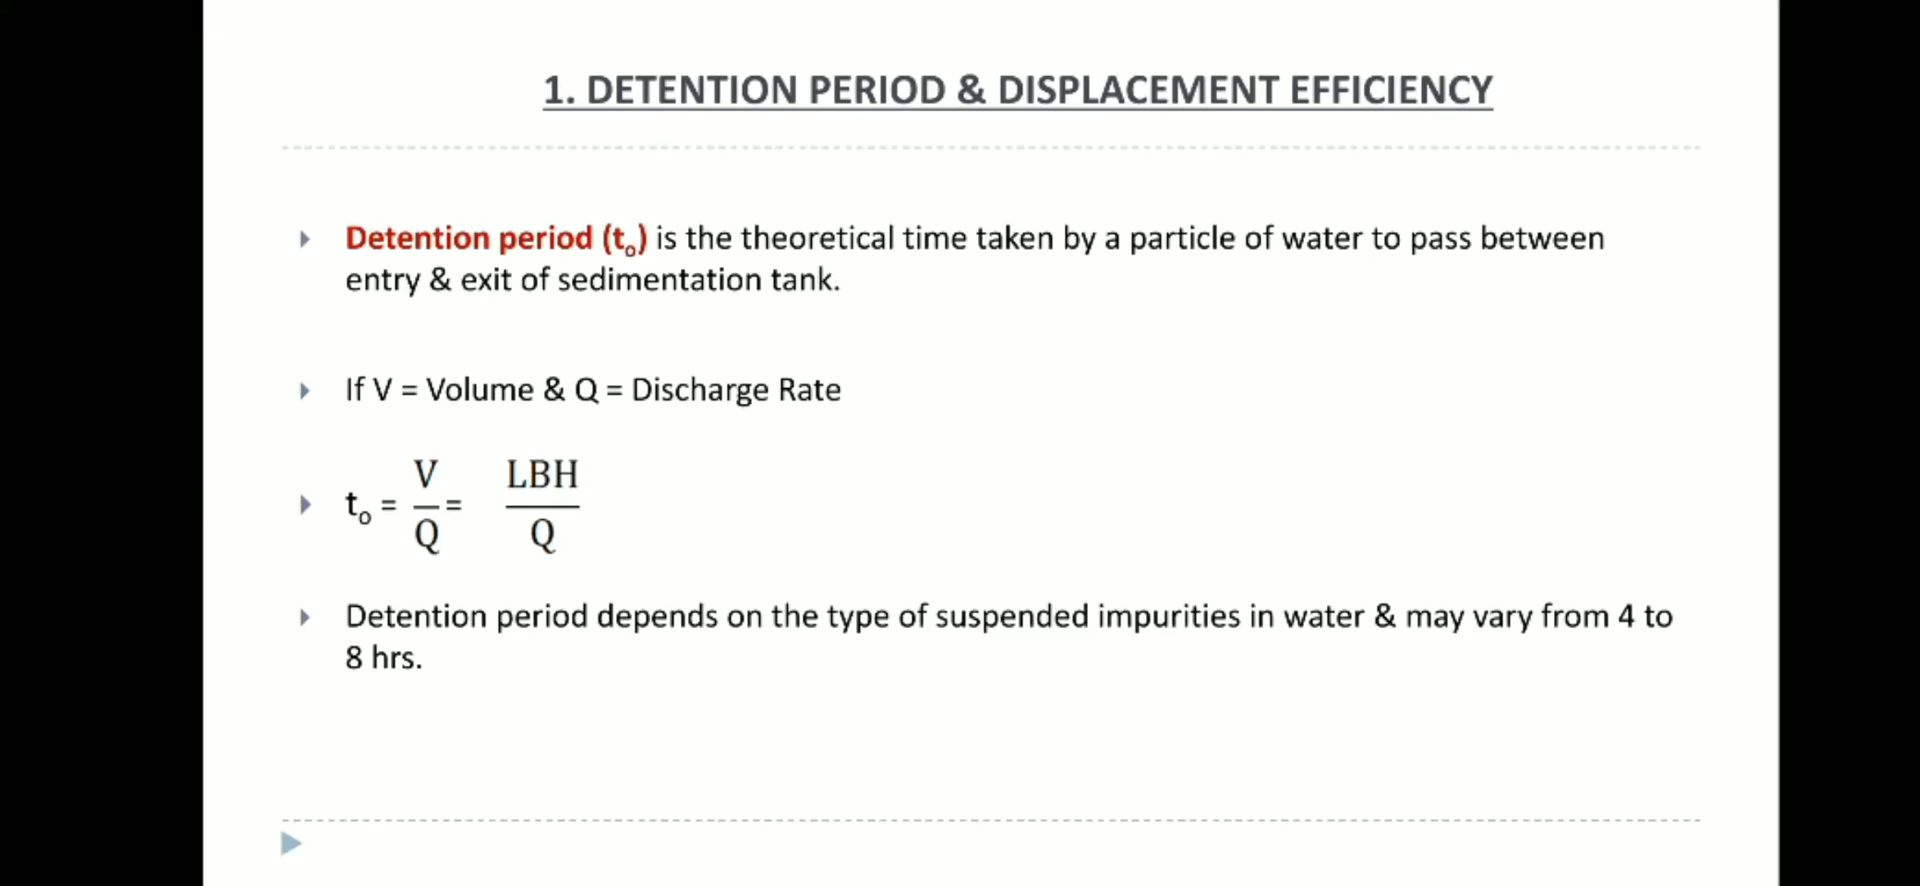 1. DETENTION PERIOD & DISPLACEMENT EFFICIENCY
Detention period (tₒ) is the theoretical time taken by a particle of water to pass between
entry & exit of sedimentation tank.
If V = Volume & Q = Discharge Rate
tₒ = V/Q = LBH/Q
Detention period depends on the type of suspended impurities in water & may vary from 4 to
8 hrs.